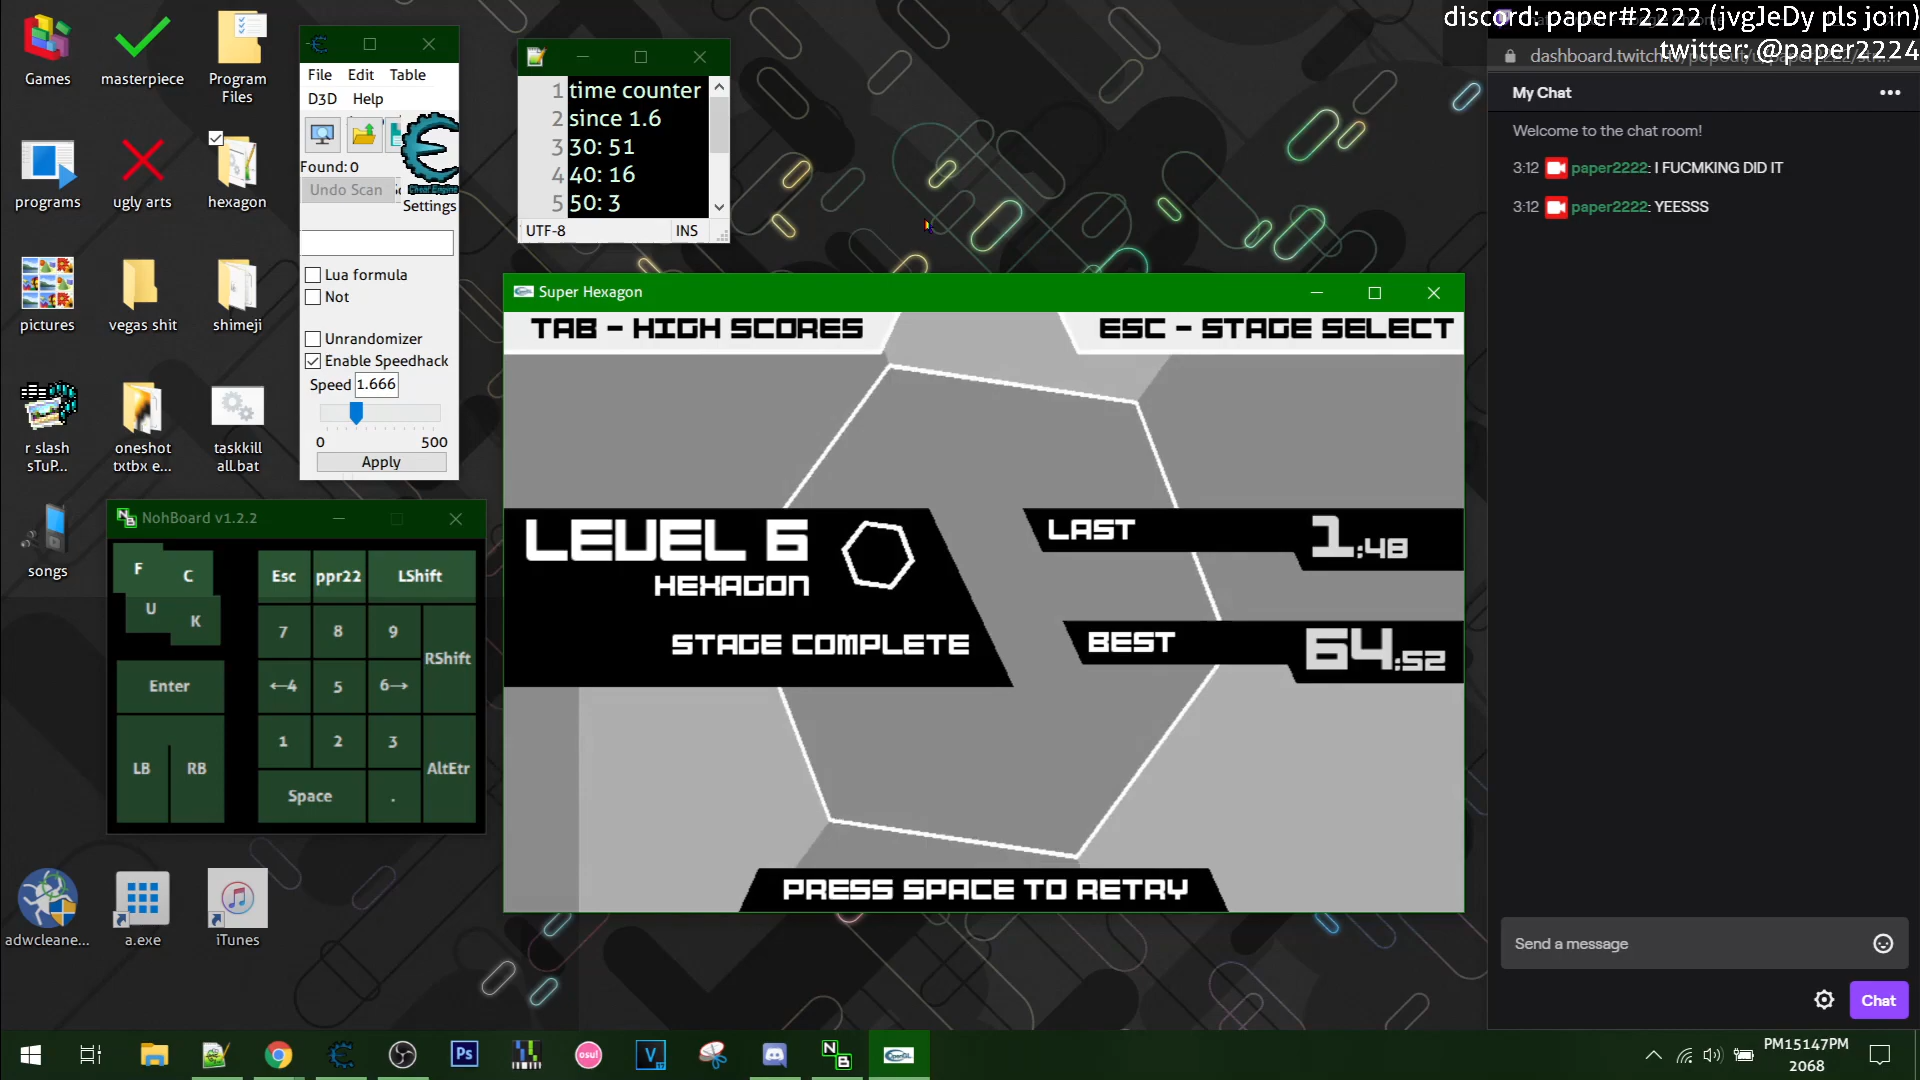 discord: paper#2222 (jvgJeDy pls join)
twitter: @paper2224
Games
masterpiece
Program
Files
programs
ugly arts
hexagon
pictures
vegas shit
shimeji
r slash
sTuP...
oneshot
txtbx e...
taskkill
all.bat
songs
adwcleane...
a.exe
iTunes
File Edit Table
D3D Help
Found: 0
Undo Scan
Cheat Engine
Settings
Lua formula
Not
Unrandomizer
Enable Speedhack
Speed 1.666
0 500
Apply
1 time counter
2 since 1.6
3 30: 51
4 40: 16
5 50: 3
UTF-8 INS
NohBoard v1.2.2
F C
U K
Enter
LB RB
Esc ppr22 LShift
7 8 9
RShift
←4 5 6→
1 2 3
AltEtr
Space .
Super Hexagon
TAB - HIGH SCORES
ESC - STAGE SELECT
LEVEL 6
HEXAGON
STAGE COMPLETE
LAST 1:48
BEST 64:52
PRESS SPACE TO RETRY
My Chat
Welcome to the chat room!
3:12 paper2222: I FUCMKING DID IT
3:12 paper2222: YEESSS
Send a message
Chat
Ps
osu!
V
N
B
OpenGL
PM15147PM
2068